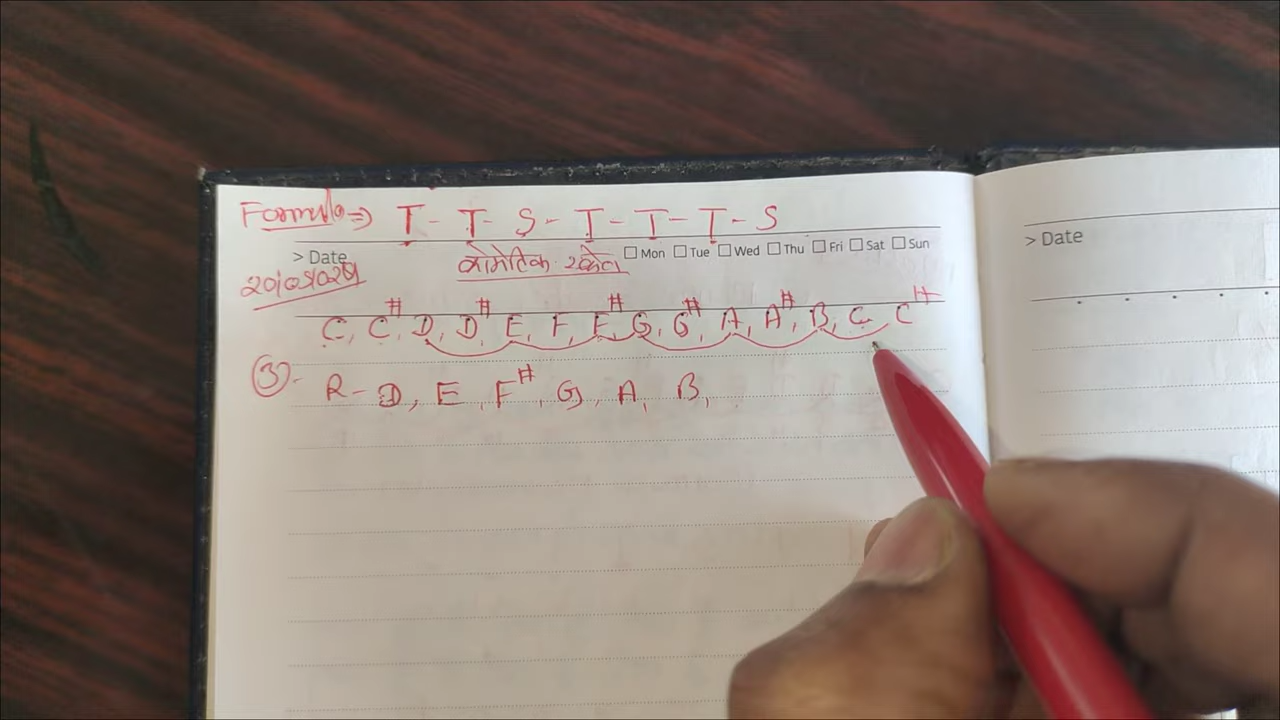 Formula ⇒ T - T - S - T - T - T - S
> Date □ Mon □ Tue □ Wed □ Thu □ Fri □ Sat □ Sun
क्रोमेटिक स्केल
C, C#, D, D#, E, F, F#, G, G#, A, A#, B, C, C#
③. R - D, E, F#, G, A, B,
> Date